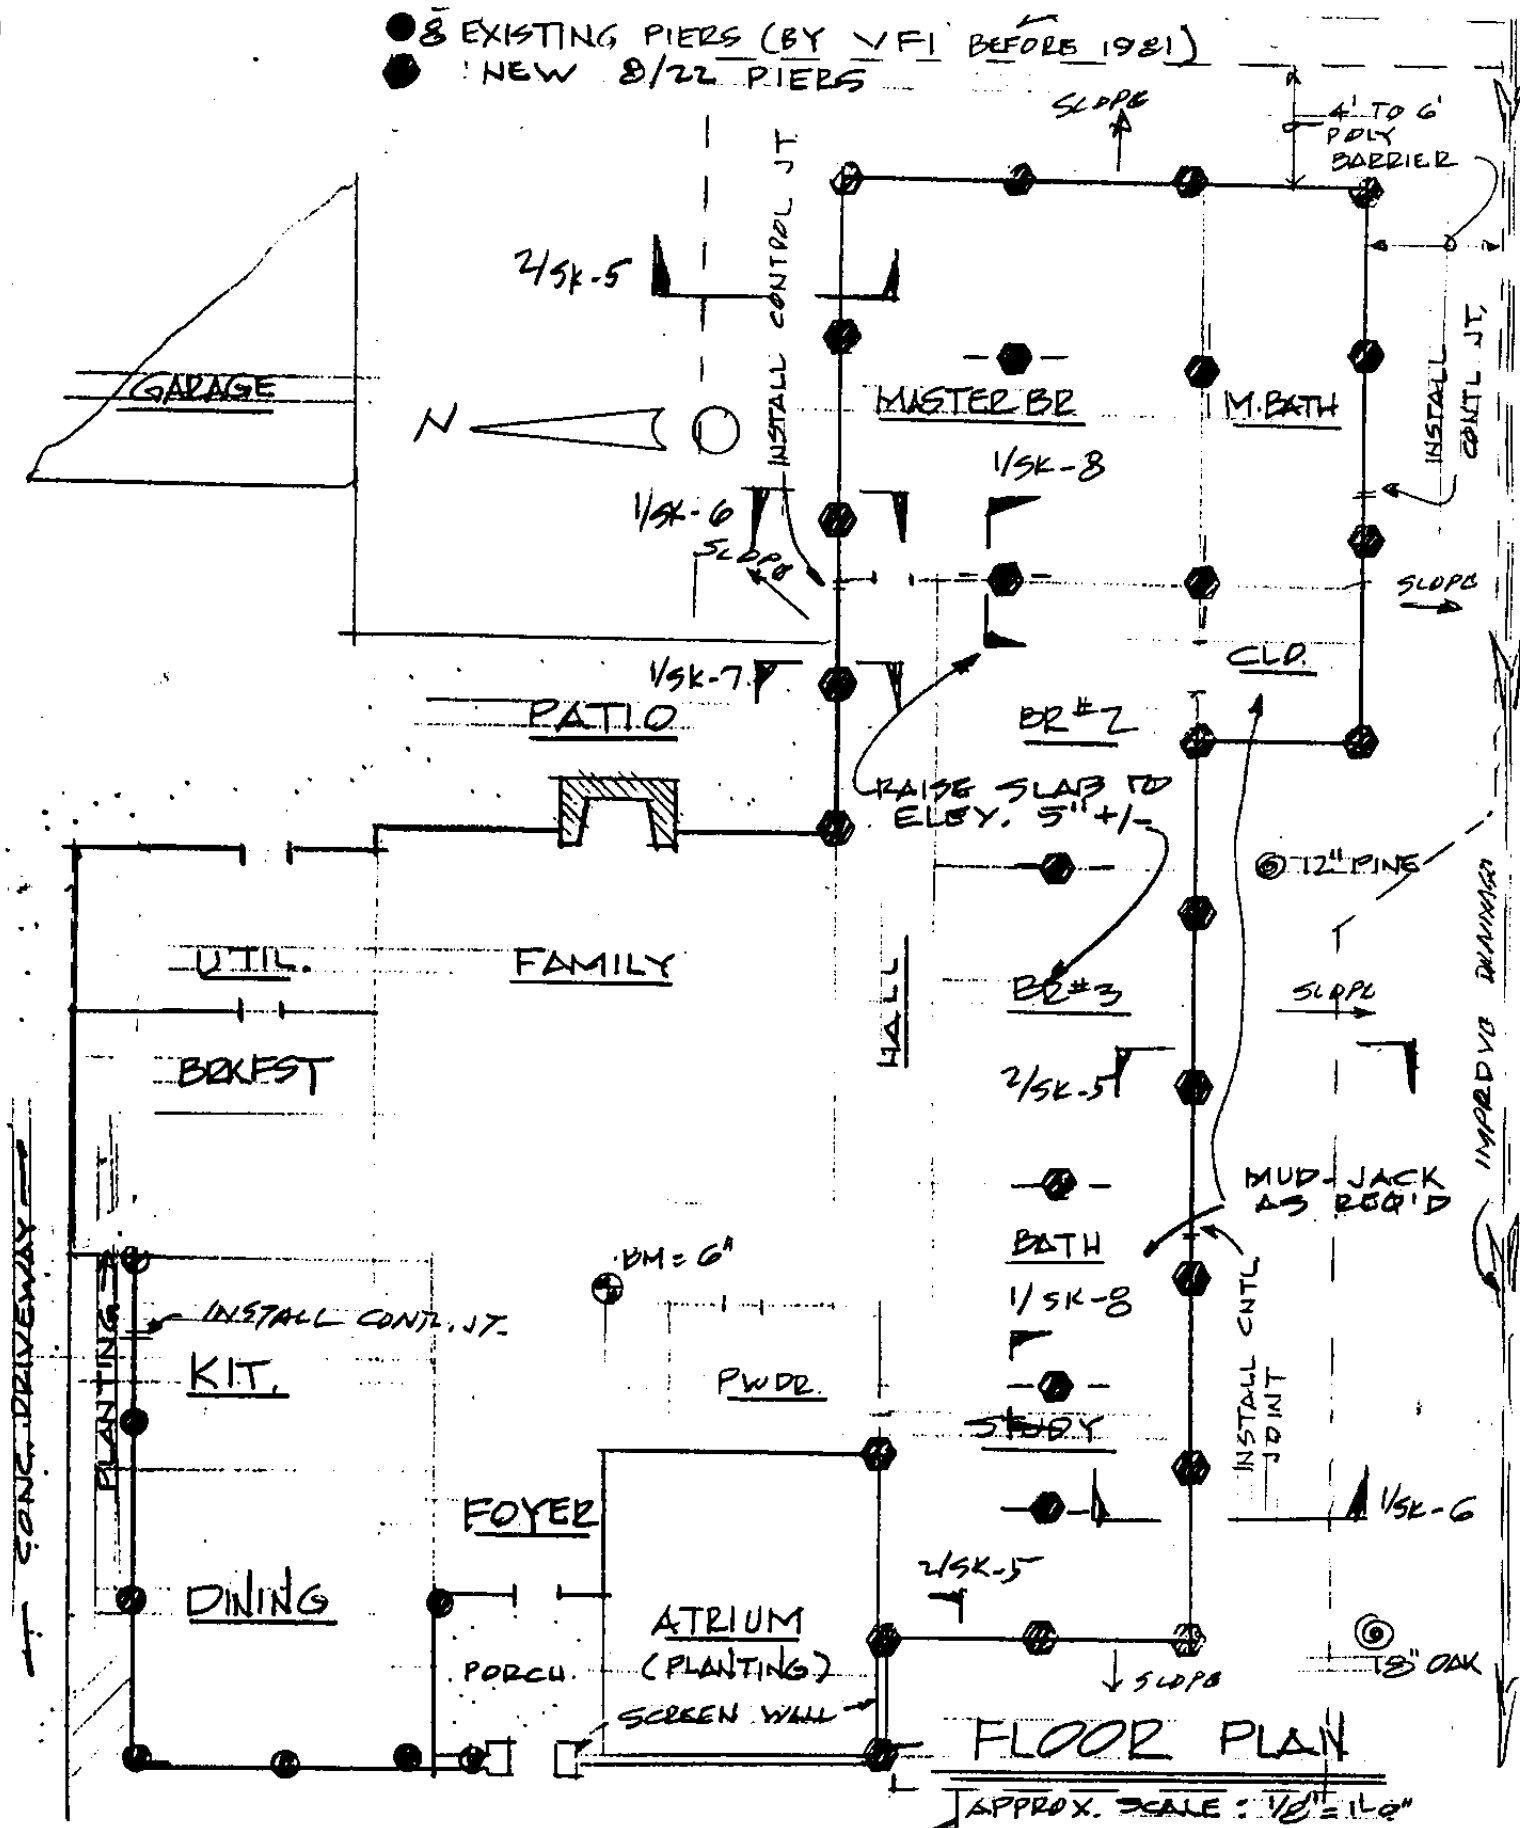 8 EXISTING PIERS (BY VFI BEFORE 1981)
: NEW 8/22 PIERS
SLOPE
4' TO 6'
POLY
BARRIER
INSTALL CONTROL JT.
2/SK-5
GARAGE
N
MASTER BR
M. BATH
INSTALL
CONTL JT.
1/SK-8
1/SK-6
SLOPE
SLOPE
CLO.
1/SK-7
PATIO
BR #2
RAISE SLAB TO
ELEV. 5" +/-
12" PINE
UTIL.
FAMILY
HALL
BR #3
SLOPE
IMPROVE DRAINAGE
BRKFST
2/SK-5
MUD-JACK
AS REQ'D
BATH
BM = 6"
CONC. DRIVEWAY
PLANTING
INSTALL CONTL. JT.
1/SK-8
INSTALL CNTL.
JOINT
KIT.
PWDR.
STUDY
FOYER
1/SK-6
2/SK-5
DINING
ATRIUM
(PLANTING)
PORCH
SCREEN WALL
SLOPE
18" OAK
FLOOR PLAN
APPROX. SCALE : 1/8" = 1'-0"